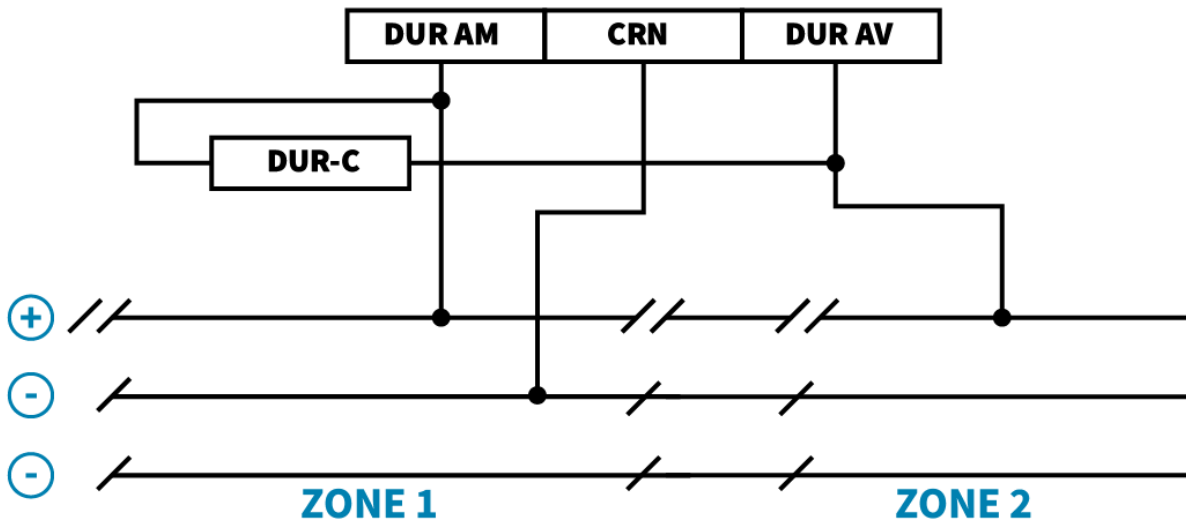 DUR AM CRN DUR AV
DUR-C
+
-
-
ZONE 1 ZONE 2